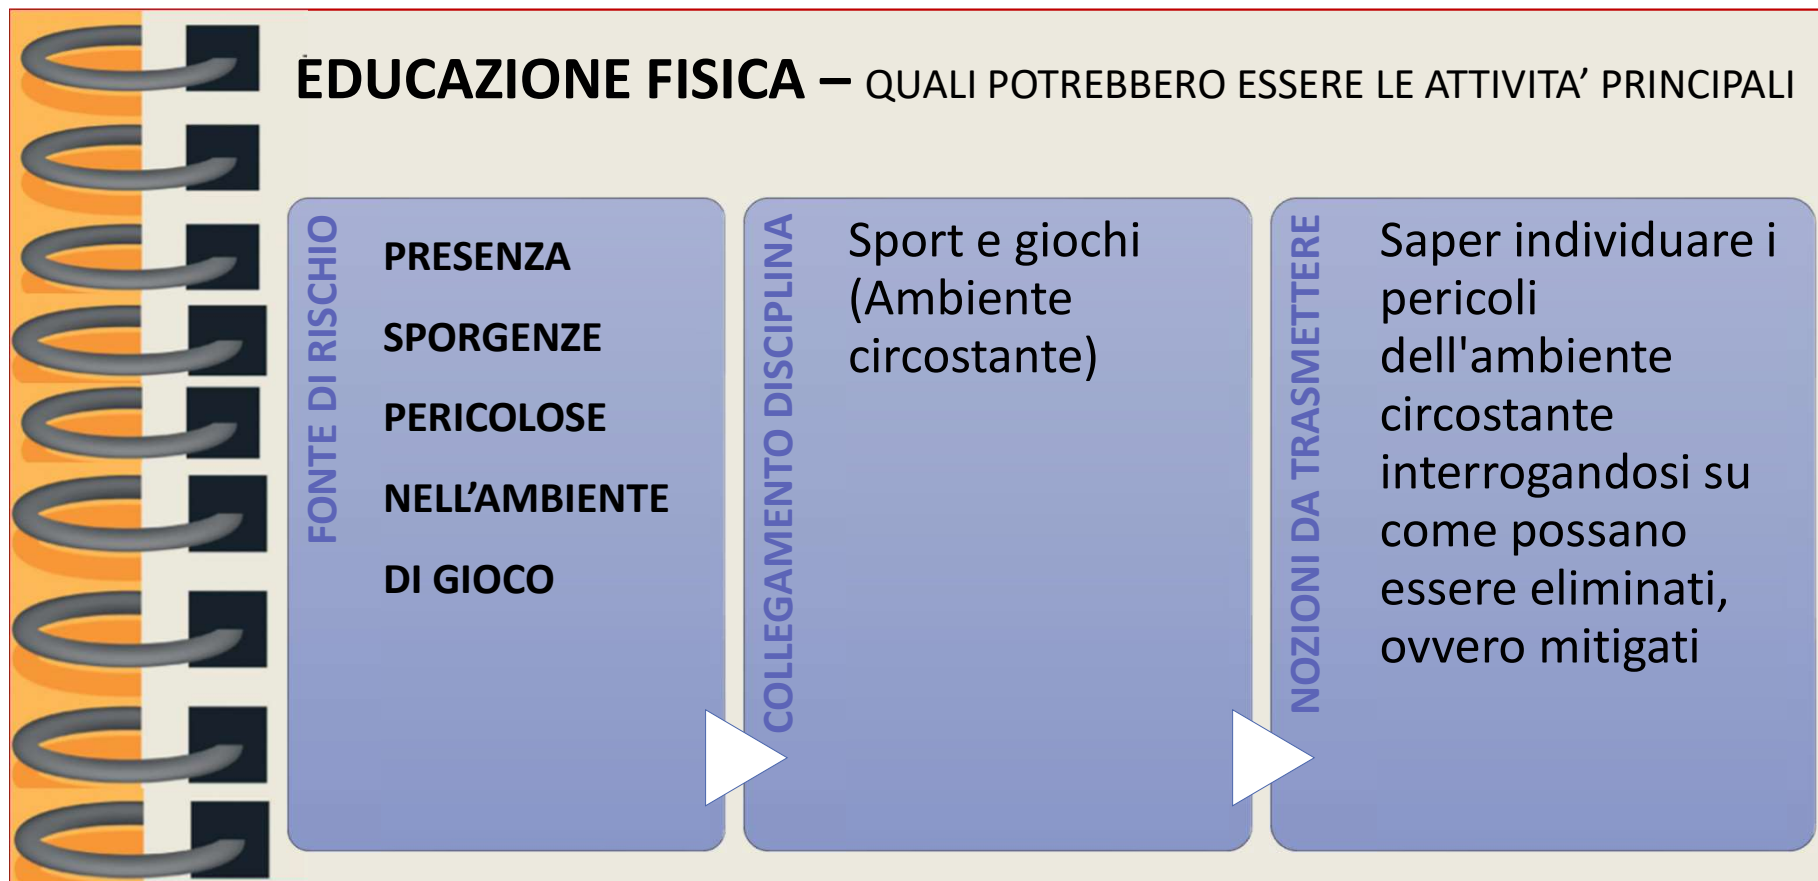 EDUCAZIONE FISICA – QUALI POTREBBERO ESSERE LE ATTIVITA’ PRINCIPALI
FONTE DI RISCHIO
PRESENZA
SPORGENZE
PERICOLOSE
NELL’AMBIENTE
DI GIOCO
COLLEGAMENTO DISCIPLINA
Sport e giochi
(Ambiente
circostante)
NOZIONI DA TRASMETTERE
Saper individuare i
pericoli
dell'ambiente
circostante
interrogandosi su
come possano
essere eliminati,
ovvero mitigati